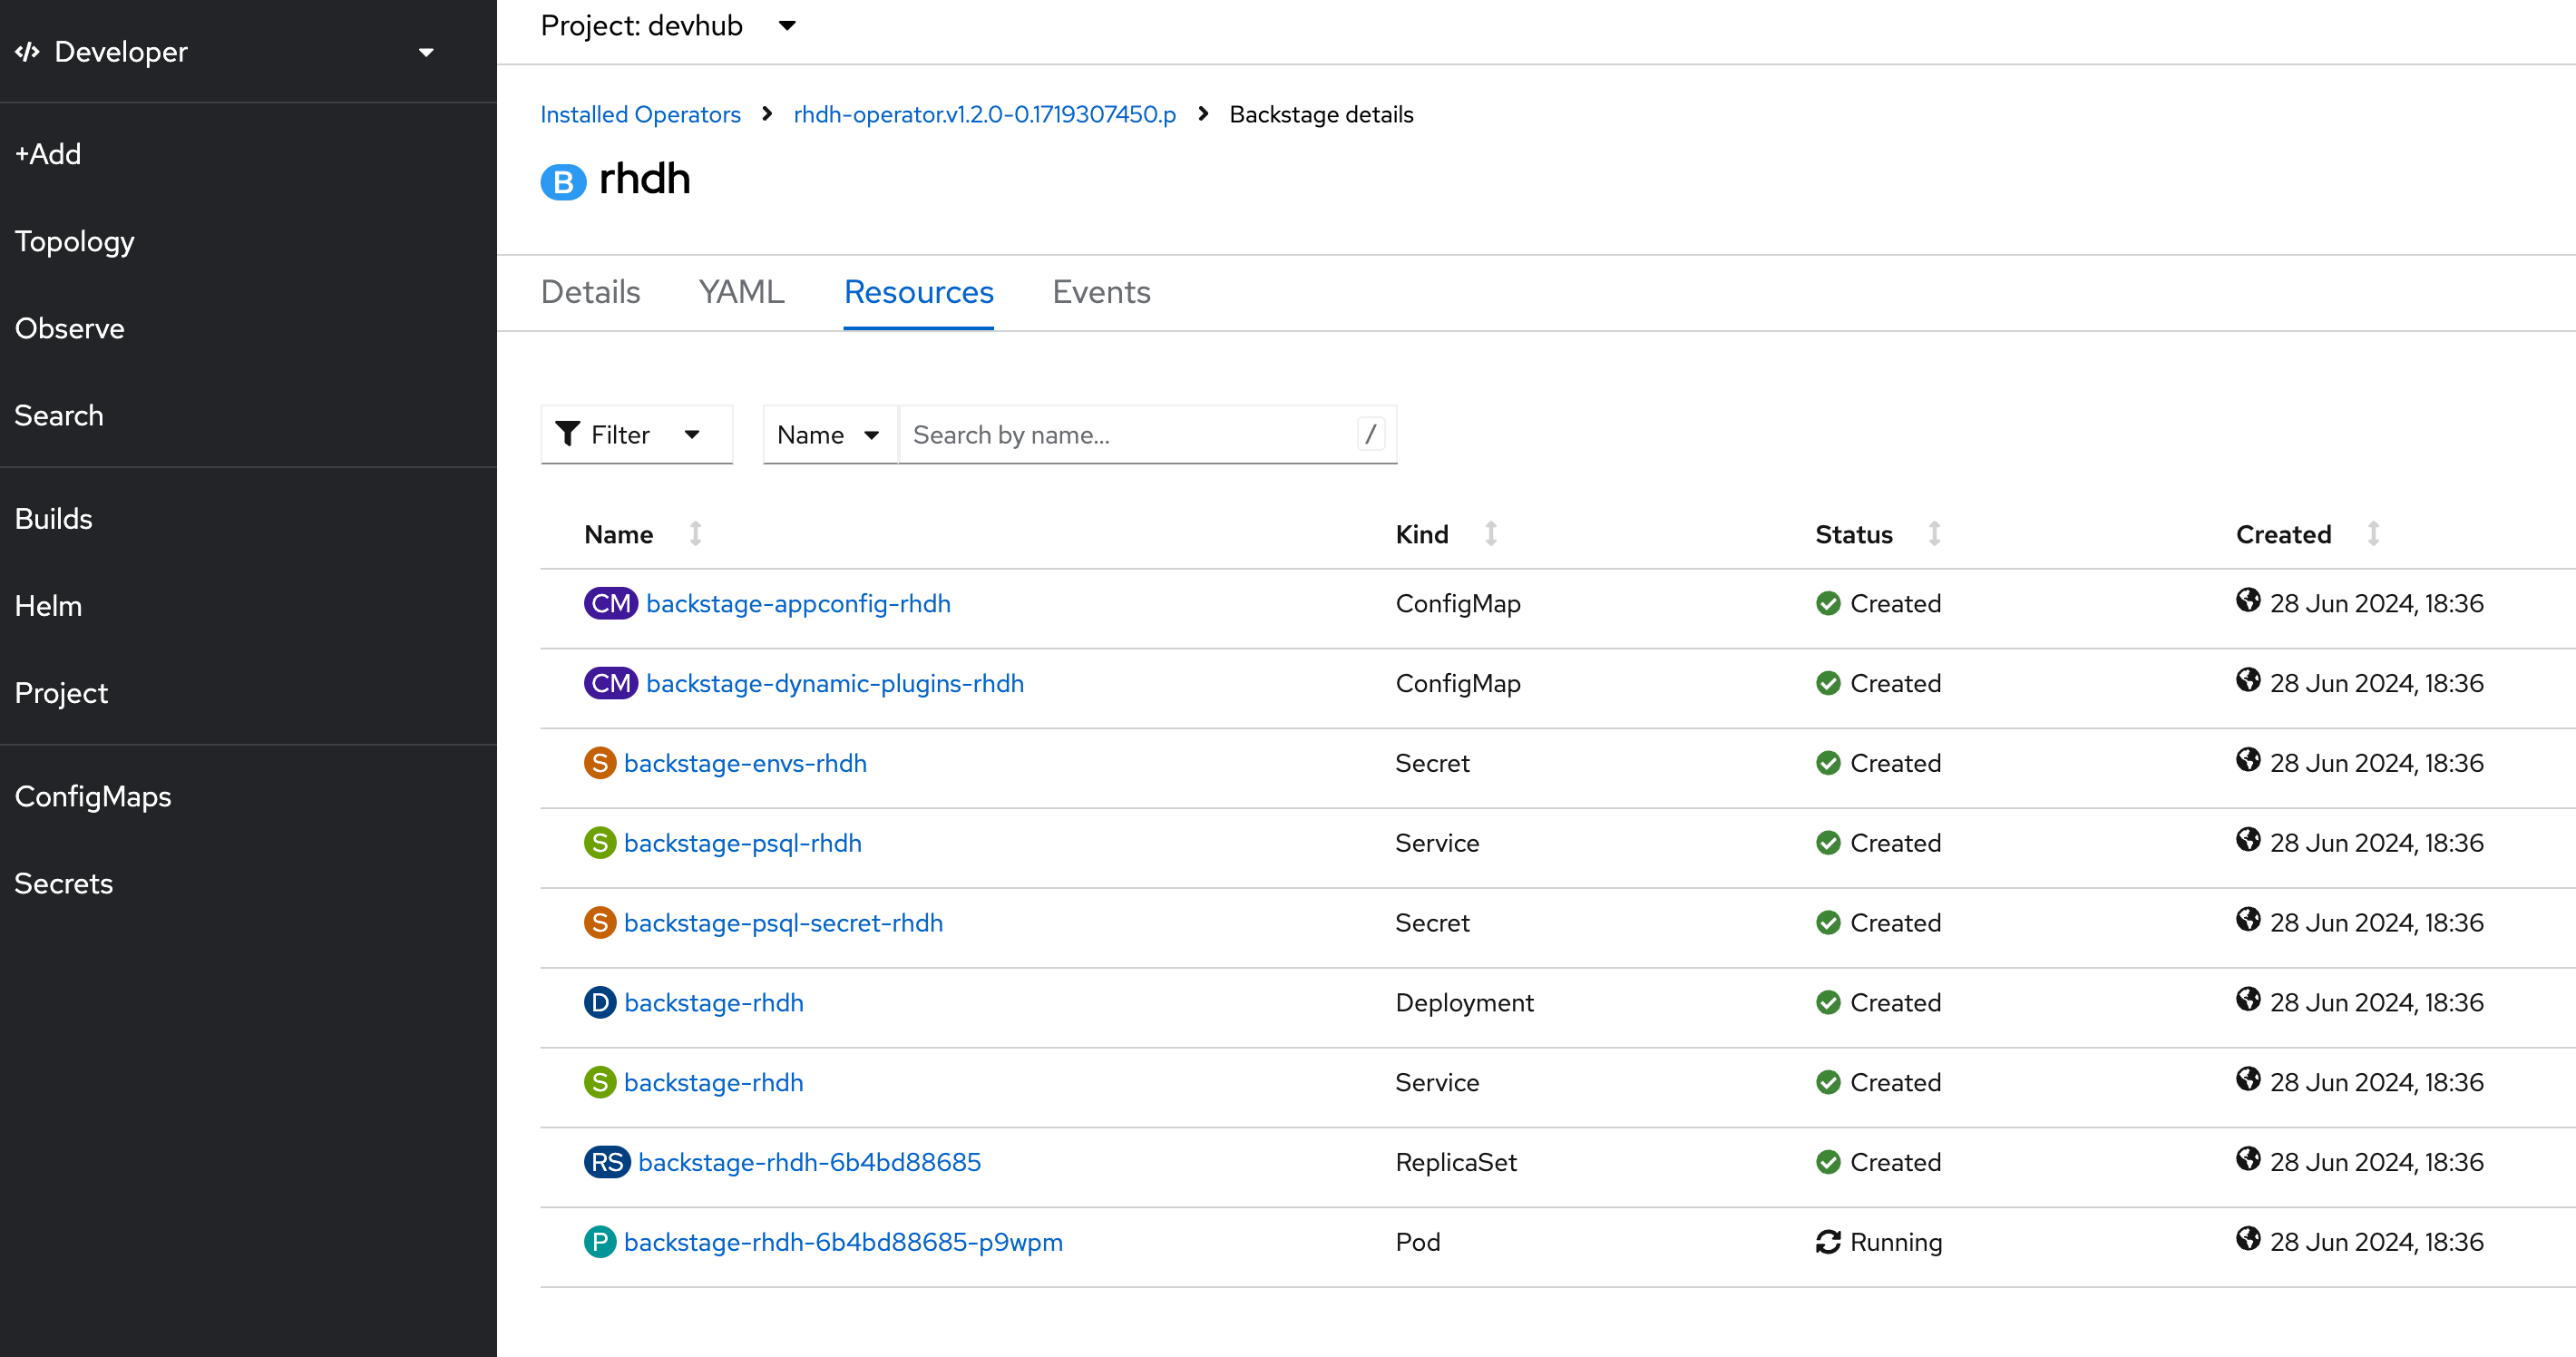 Developer
+Add
Topology
Observe
Search
Builds
Helm
Project
ConfigMaps
Secrets
Project: devhub
Installed Operators rhdh-operator.v1.2.0-0.1719307450.p Backstage details
B rhdh
Details YAML Resources Events
Filter Name Search by name... /
Name Kind Status Created
CM backstage-appconfig-rhdh ConfigMap Created 28 Jun 2024, 18:36
CM backstage-dynamic-plugins-rhdh ConfigMap Created 28 Jun 2024, 18:36
S backstage-envs-rhdh Secret Created 28 Jun 2024, 18:36
S backstage-psql-rhdh Service Created 28 Jun 2024, 18:36
S backstage-psql-secret-rhdh Secret Created 28 Jun 2024, 18:36
D backstage-rhdh Deployment Created 28 Jun 2024, 18:36
S backstage-rhdh Service Created 28 Jun 2024, 18:36
RS backstage-rhdh-6b4bd88685 ReplicaSet Created 28 Jun 2024, 18:36
P backstage-rhdh-6b4bd88685-p9wpm Pod Running 28 Jun 2024, 18:36